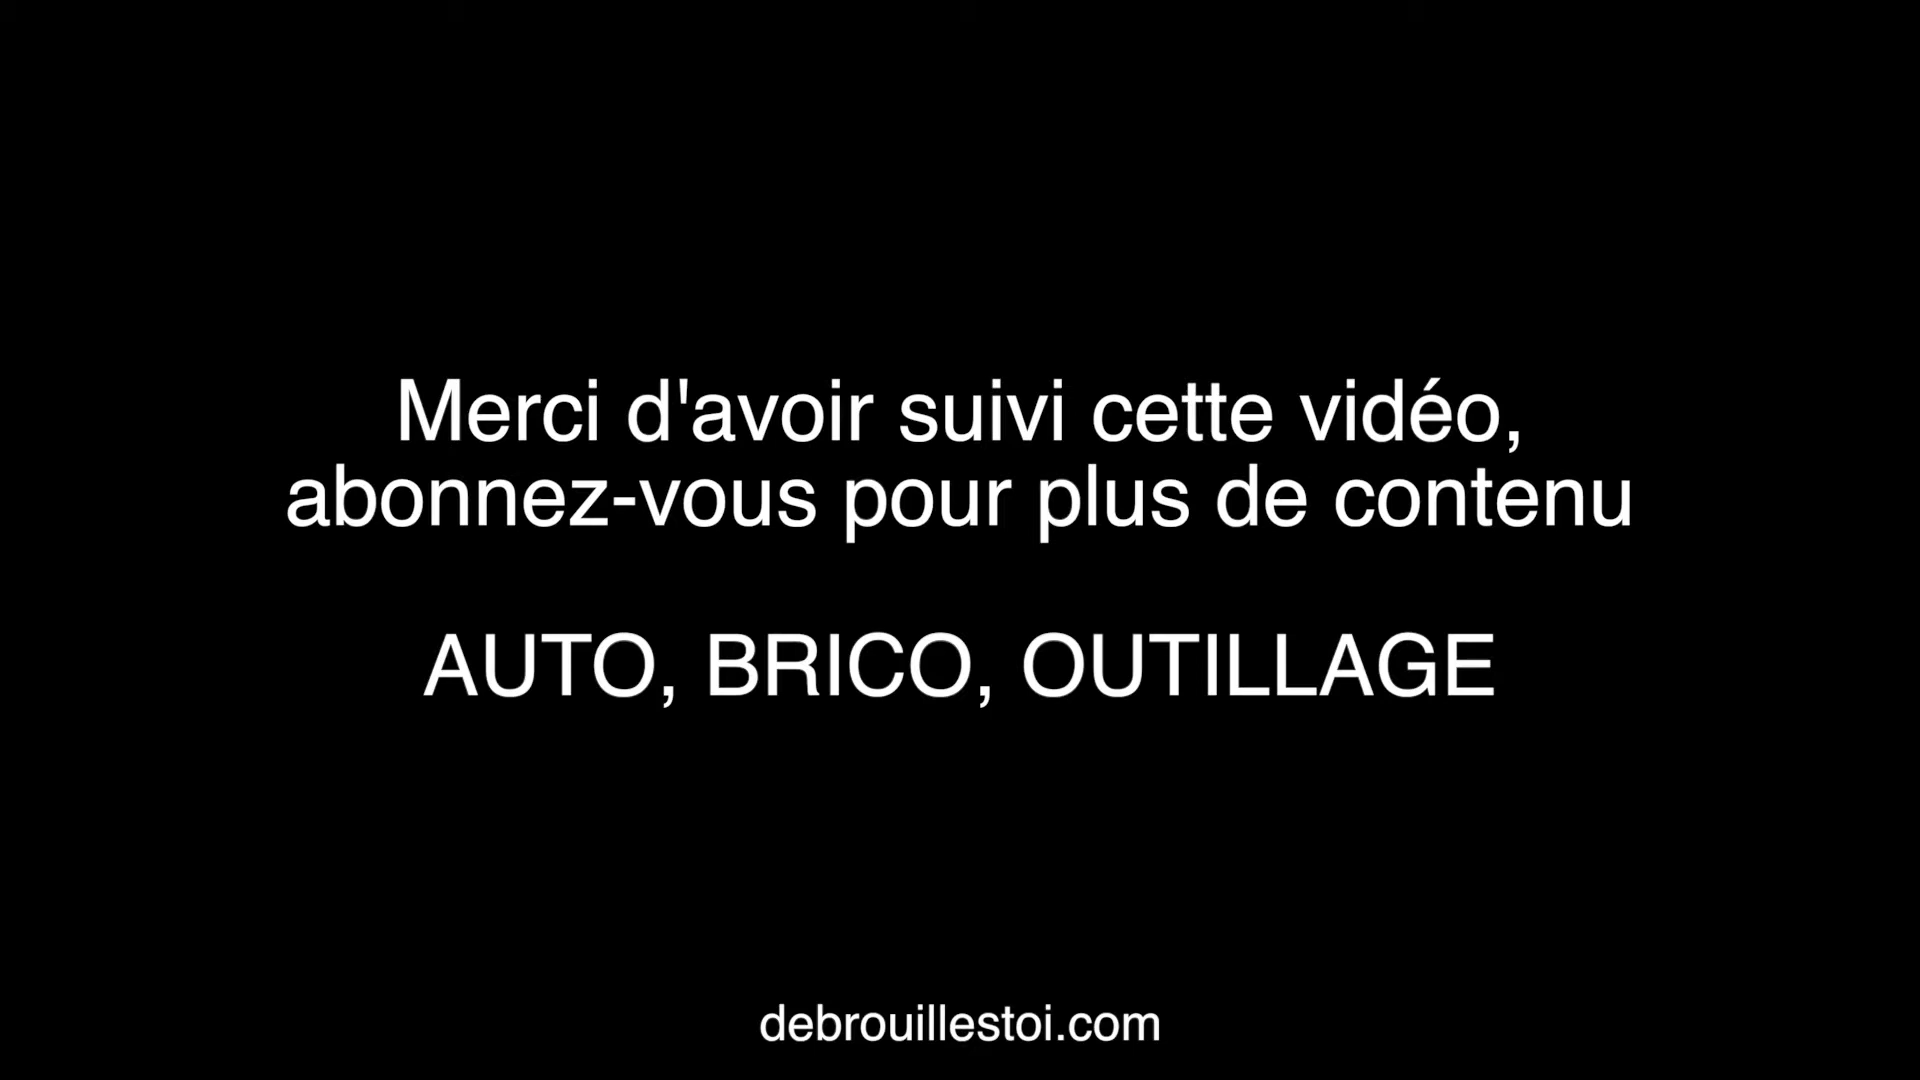 Merci d'avoir suivi cette vidéo,
abonnez-vous pour plus de contenu
AUTO, BRICO, OUTILLAGE
debrouillestoi.com